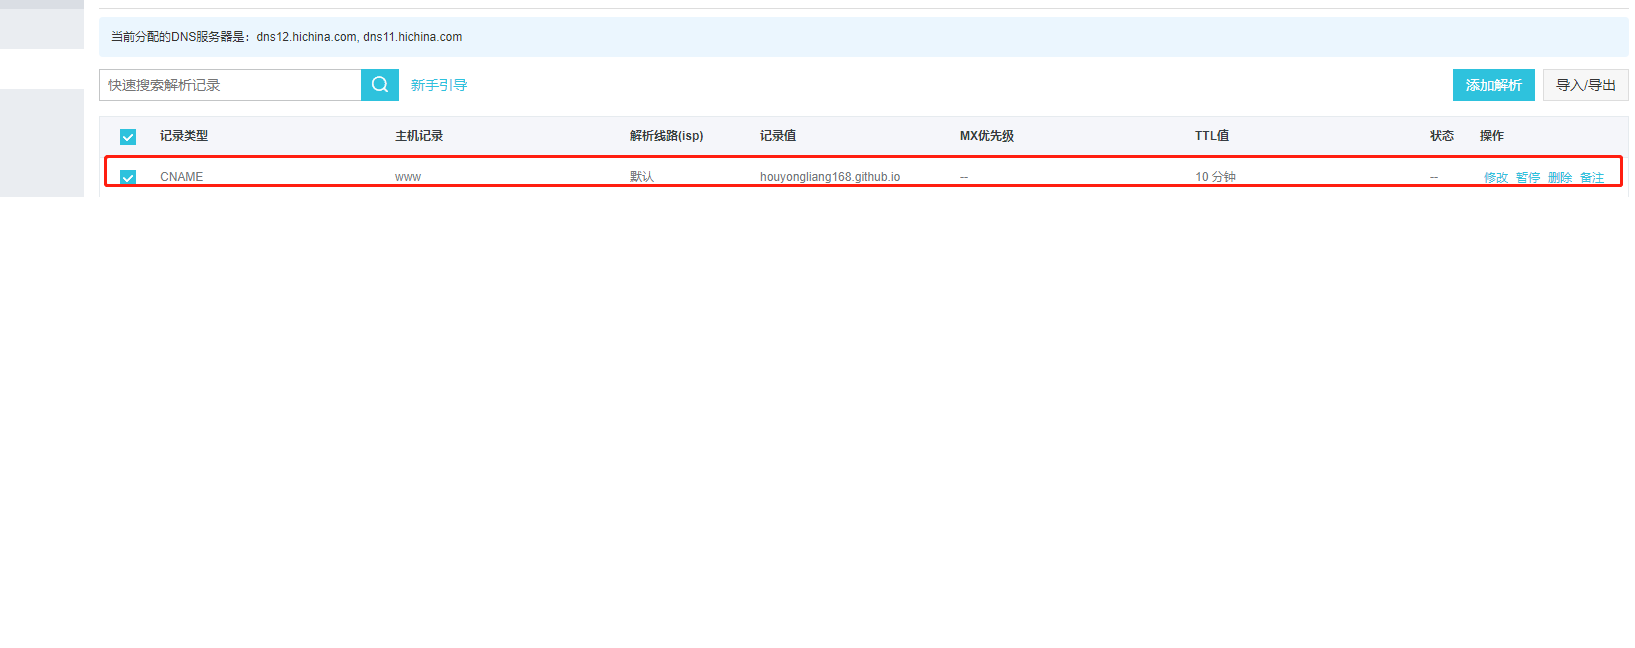 当前分配的DNS服务器是：dns12.hichina.com, dns11.hichina.com
快速搜索解析记录 新手引导 添加解析 导入/导出
记录类型 主机记录 解析线路(isp) 记录值 MX优先级 TTL值 状态 操作
CNAME www 默认 houyongliang168.github.io -- 10 分钟 -- 修改 暂停 删除 备注